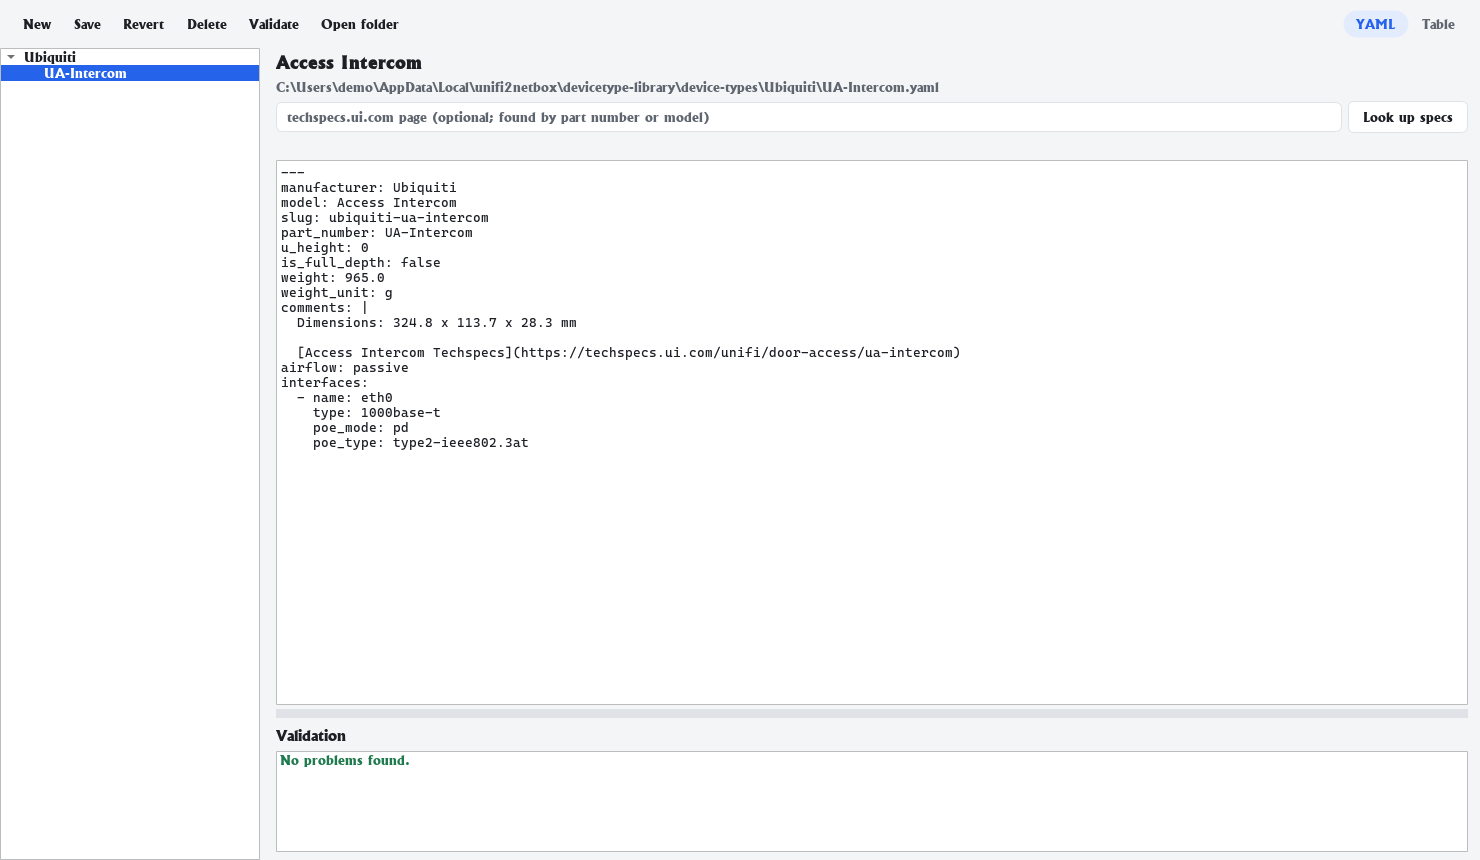 New Save Revert Delete Validate Open folder YAML Table
Ubiquiti
UA-Intercom
Access Intercom
C:\Users\demo\AppData\Local\unifi2netbox\devicetype-library\device-types\Ubiquiti\UA-Intercom.yaml
techspecs.ui.com page (optional; found by part number or model) Look up specs
---
manufacturer: Ubiquiti
model: Access Intercom
slug: ubiquiti-ua-intercom
part_number: UA-Intercom
u_height: 0
is_full_depth: false
weight: 965.0
weight_unit: g
comments: |
  Dimensions: 324.8 x 113.7 x 28.3 mm

  [Access Intercom Techspecs](https://techspecs.ui.com/unifi/door-access/ua-intercom)
airflow: passive
interfaces:
  - name: eth0
    type: 1000base-t
    poe_mode: pd
    poe_type: type2-ieee802.3at
Validation
No problems found.